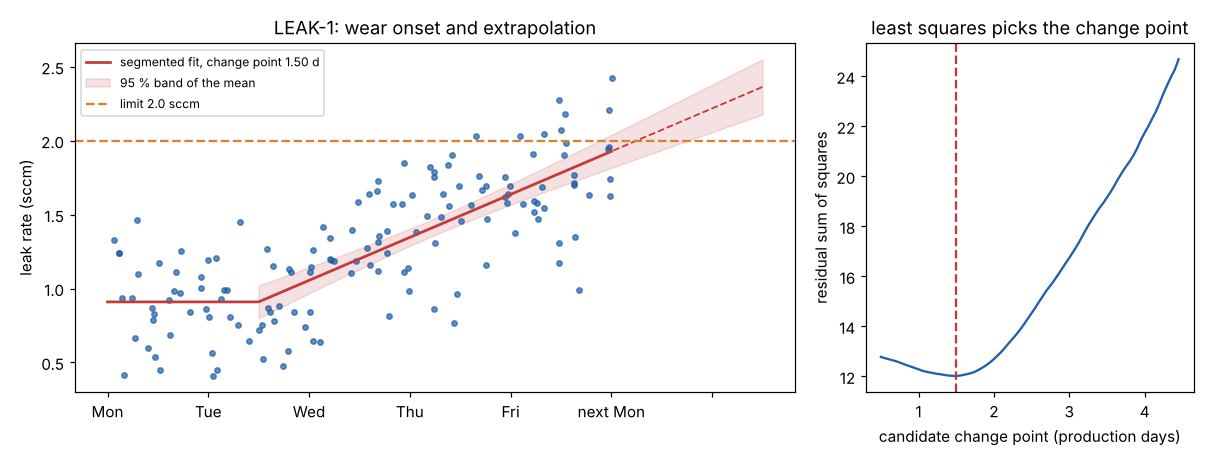 LEAK-1: wear onset and extrapolation
segmented fit, change point 1.50 d
95 % band of the mean
limit 2.0 sccm
leak rate (sccm)
2.5
2.0
1.5
1.0
0.5
Mon
Tue
Wed
Thu
Fri
next Mon
least squares picks the change point
residual sum of squares
24
22
20
18
16
14
12
1
2
3
4
candidate change point (production days)